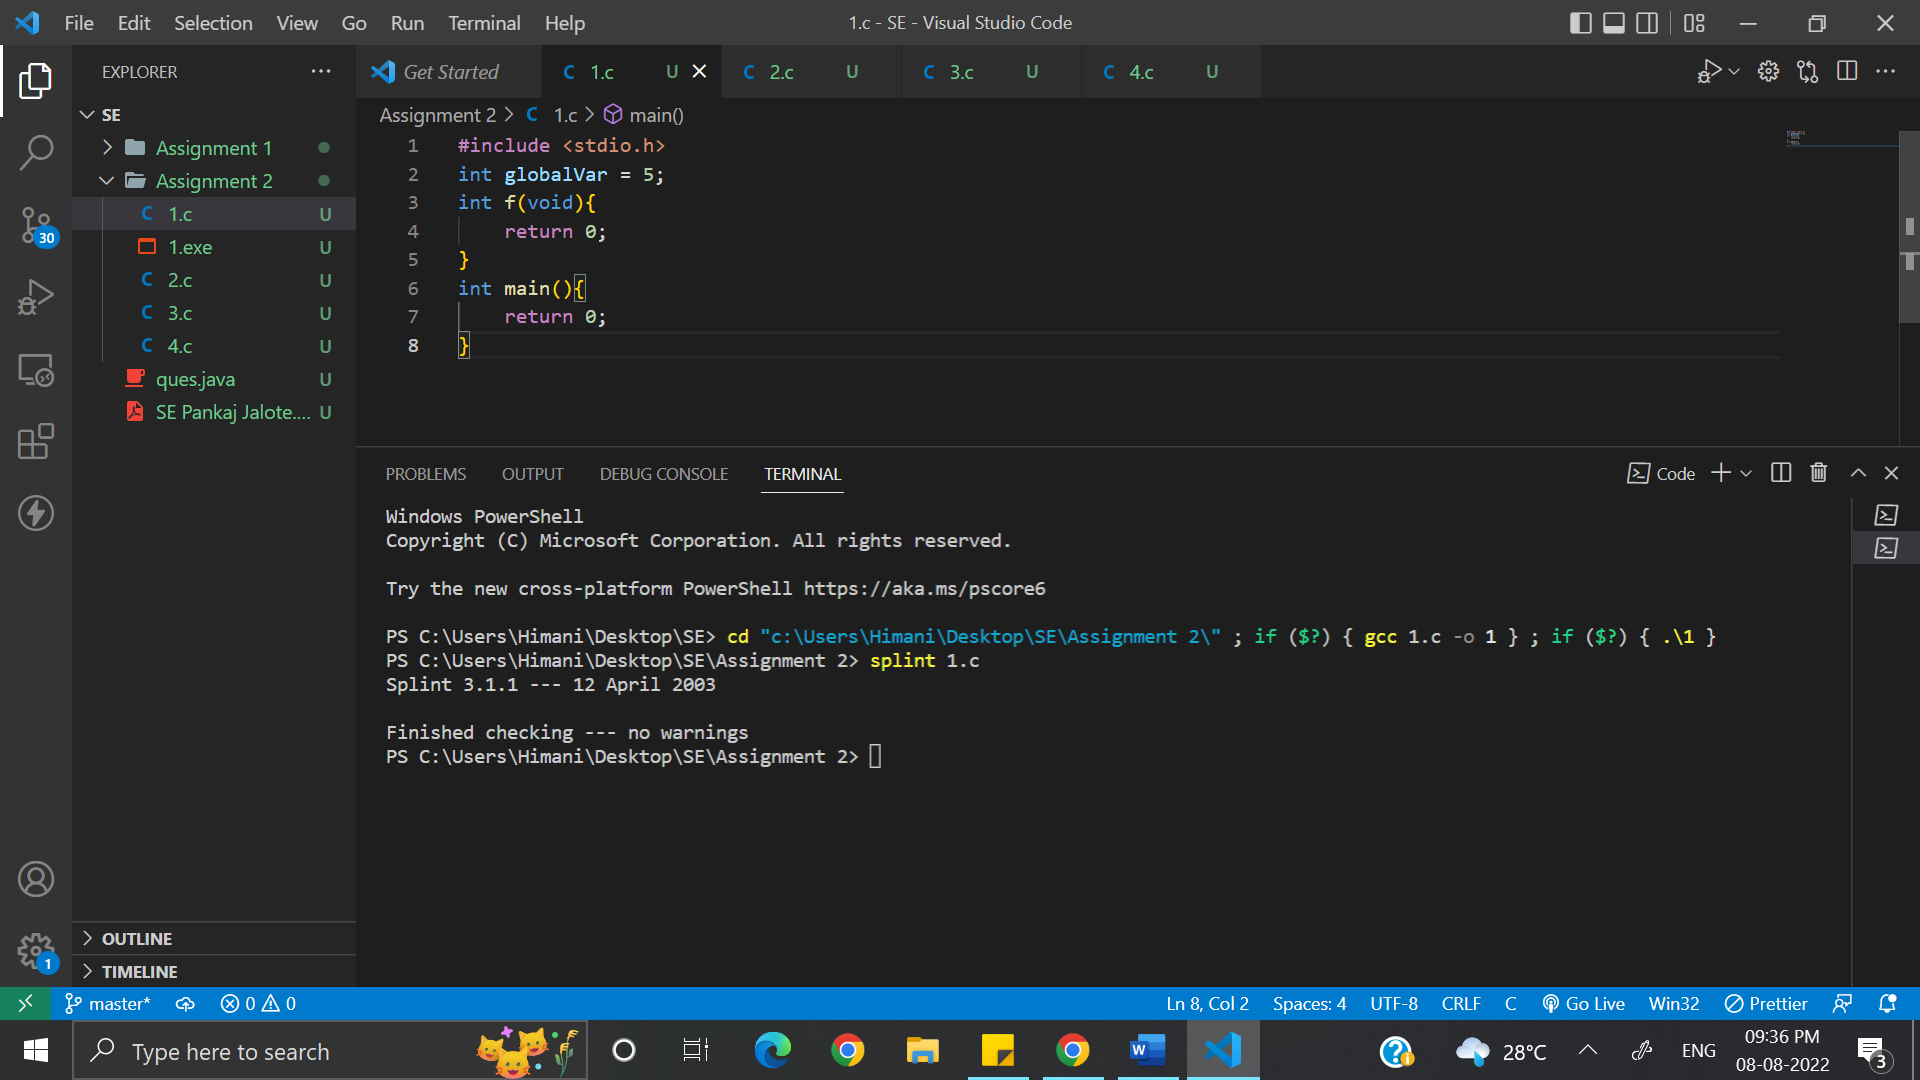 File Edit Selection View Go Run Terminal Help
1.c - SE - Visual Studio Code
EXPLORER
SE
Assignment 1
Assignment 2
1.c U
1.exe U
2.c U
3.c U
4.c U
ques.java U
SE Pankaj Jalote.... U
OUTLINE
TIMELINE
30
1
Get Started 1.c U 2.c U 3.c U 4.c U
Assignment 2 > 1.c > main()
1 #include <stdio.h>
2 int globalVar = 5;
3 int f(void){
4 return 0;
5 }
6 int main(){
7 return 0;
8 }
PROBLEMS OUTPUT DEBUG CONSOLE TERMINAL
Code
Windows PowerShell
Copyright (C) Microsoft Corporation. All rights reserved.
Try the new cross-platform PowerShell https://aka.ms/pscore6
PS C:\Users\Himani\Desktop\SE> cd "c:\Users\Himani\Desktop\SE\Assignment 2\" ; if ($?) { gcc 1.c -o 1 } ; if ($?) { .\1 }
PS C:\Users\Himani\Desktop\SE\Assignment 2> splint 1.c
Splint 3.1.1 --- 12 April 2003
Finished checking --- no warnings
PS C:\Users\Himani\Desktop\SE\Assignment 2>
master* 0 0 Ln 8, Col 2 Spaces: 4 UTF-8 CRLF C Go Live Win32 Prettier
Type here to search
28°C ENG
09:36 PM
08-08-2022
3